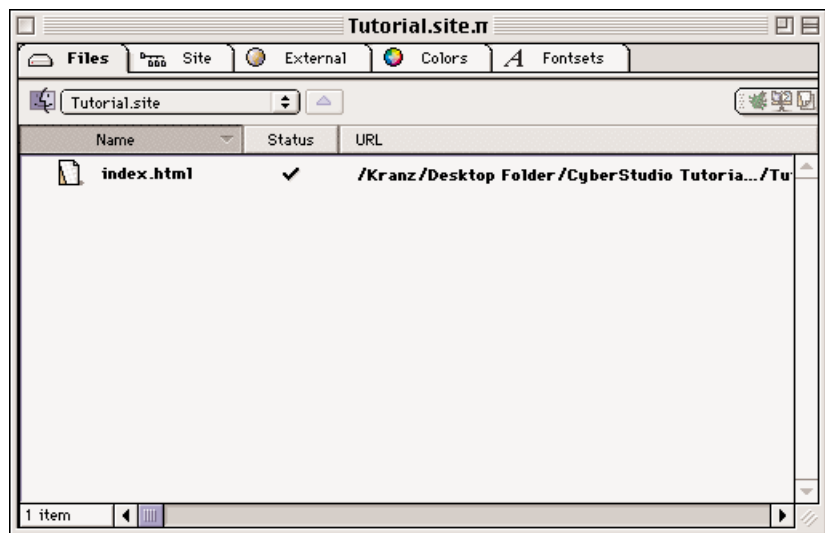 Tutorial.site.π
Files Site External Colors A Fontsets
Tutorial.site
Name Status URL
index.html /Kranz/Desktop Folder/CyberStudio Tutoria.../Tu
1 item